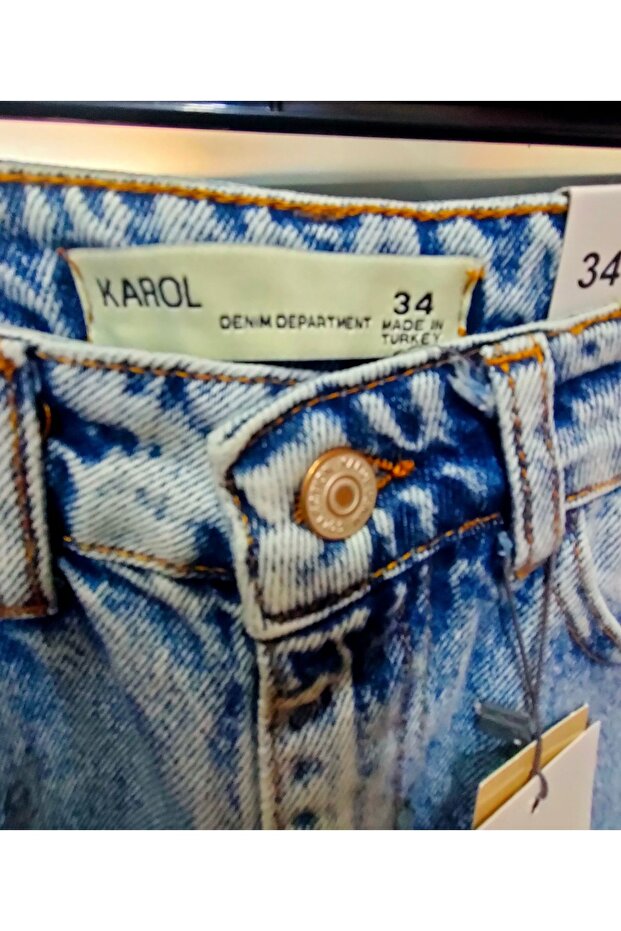 KAROL
DENIM DEPARTMENT
34
MADE IN
TURKEY
34